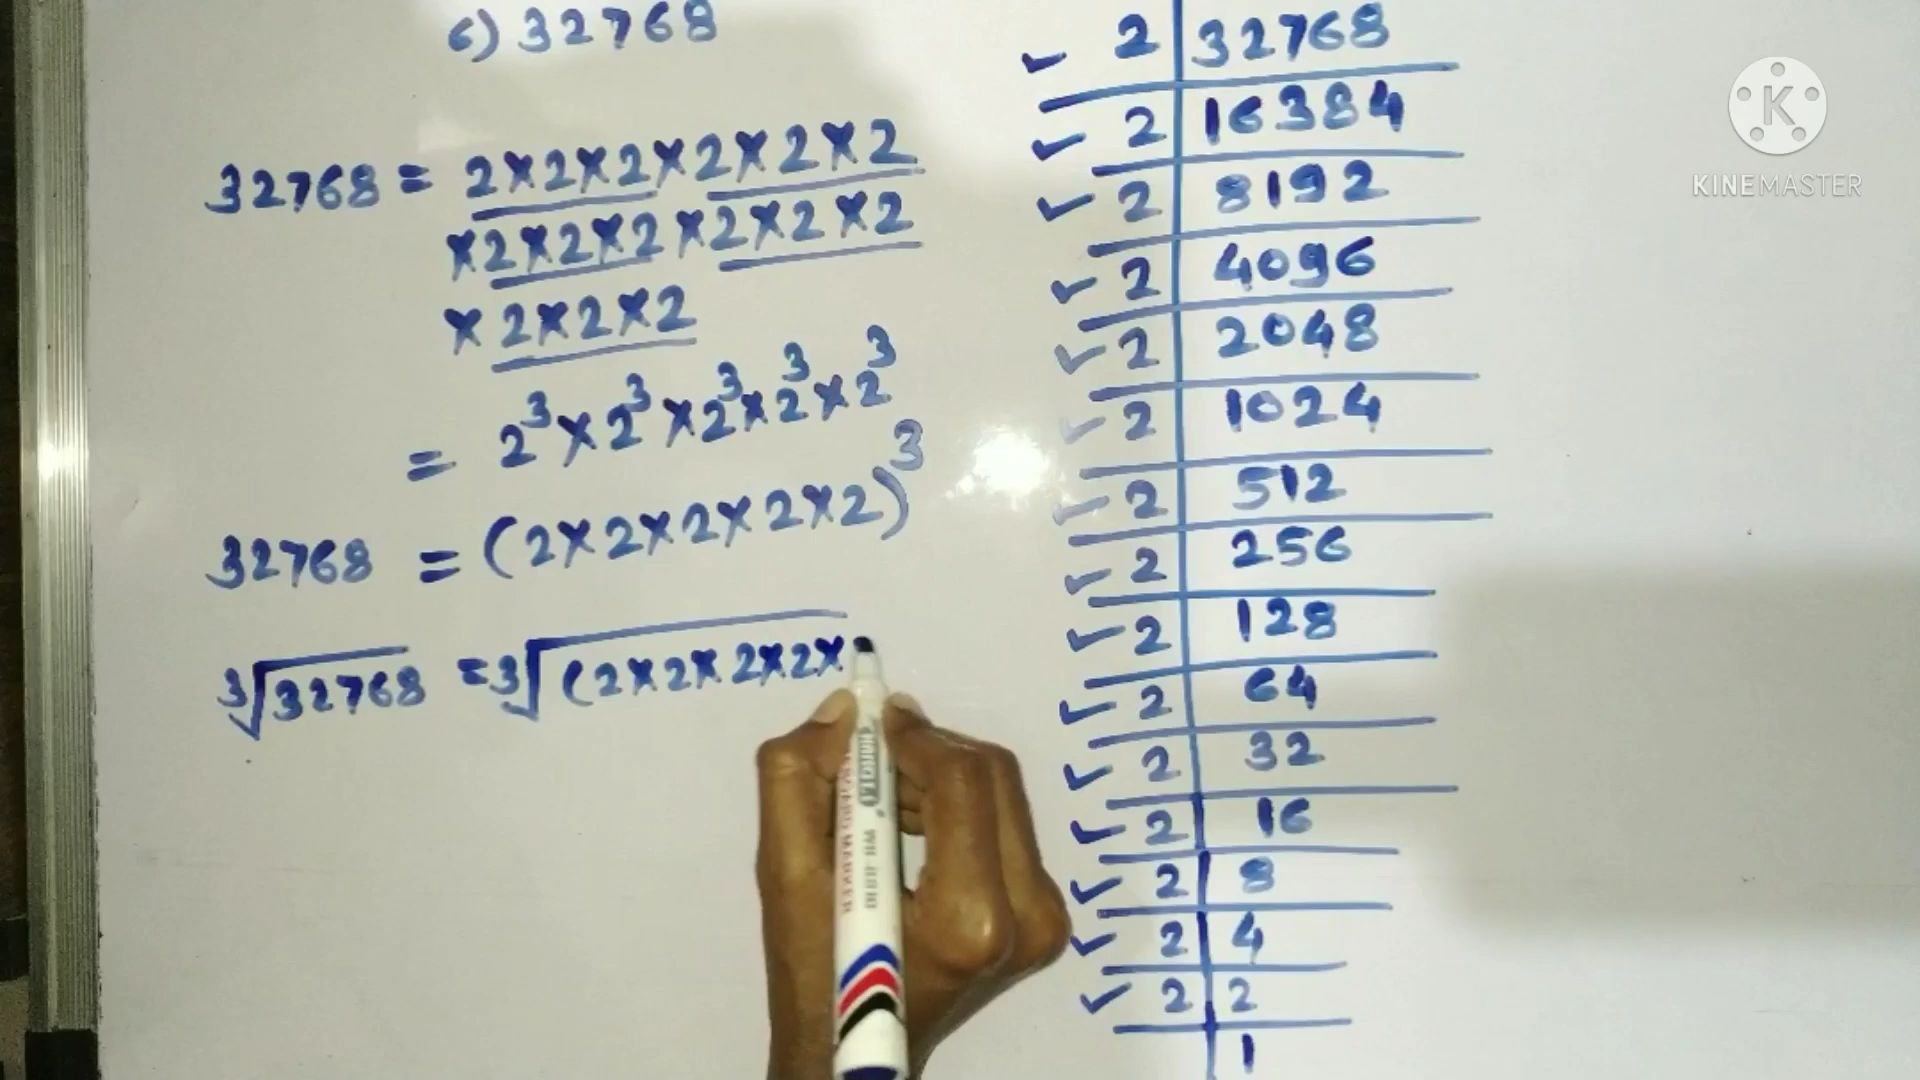 6) 32768
32768 = 2×2×2×2×2×2
×2×2×2×2×2×2
×2×2×2
= 2³×2³×2³×2³×2³
32768 = (2×2×2×2×2)³
³√32768 = ³√(2×2×2×2×
2 | 32768
2 | 16384
2 | 8192
2 | 4096
2 | 2048
2 | 1024
2 | 512
2 | 256
2 | 128
2 | 64
2 | 32
2 | 16
2 | 8
2 | 4
2 | 2
1
K
KINEMASTER